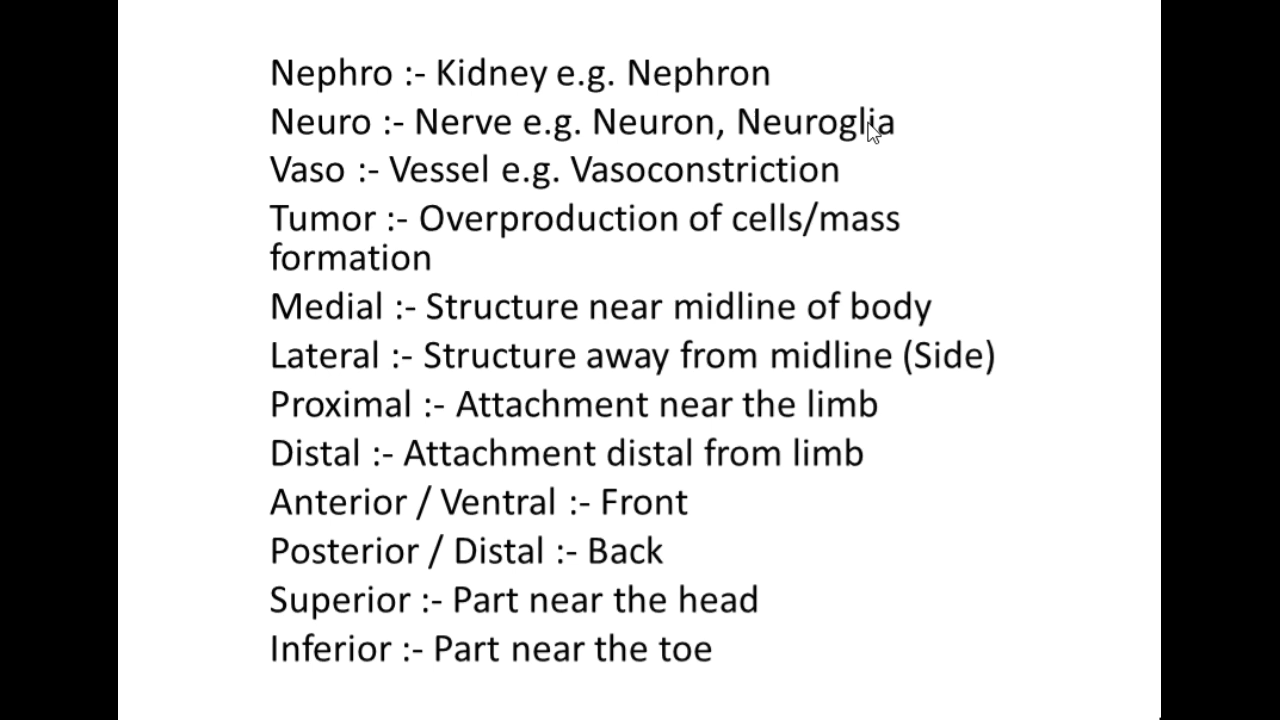 Nephro :- Kidney e.g. Nephron
Neuro :- Nerve e.g. Neuron, Neuroglia
Vaso :- Vessel e.g. Vasoconstriction
Tumor :- Overproduction of cells/mass
formation
Medial :- Structure near midline of body
Lateral :- Structure away from midline (Side)
Proximal :- Attachment near the limb
Distal :- Attachment distal from limb
Anterior / Ventral :- Front
Posterior / Distal :- Back
Superior :- Part near the head
Inferior :- Part near the toe